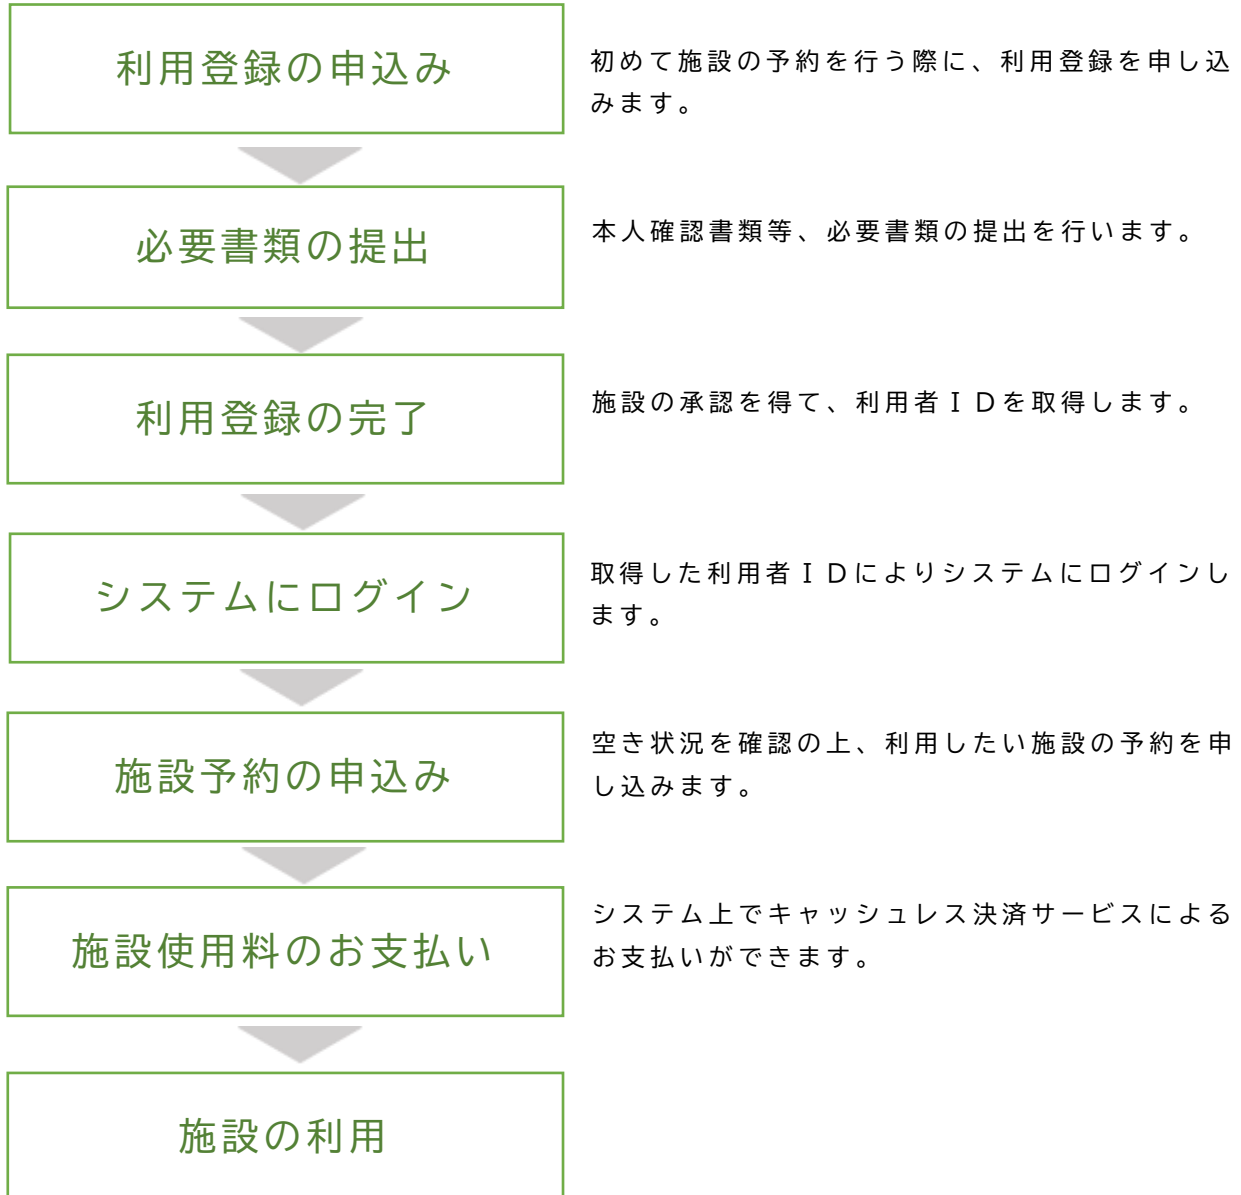 利用登録の申込み
初めて施設の予約を行う際に、利用登録を申し込
みます。
必要書類の提出
本人確認書類等、必要書類の提出を行います。
利用登録の完了
施設の承認を得て、利用者ＩＤを取得します。
システムにログイン
取得した利用者ＩＤによりシステムにログインし
ます。
施設予約の申込み
空き状況を確認の上、利用したい施設の予約を申
し込みます。
施設使用料のお支払い
システム上でキャッシュレス決済サービスによる
お支払いができます。
施設の利用